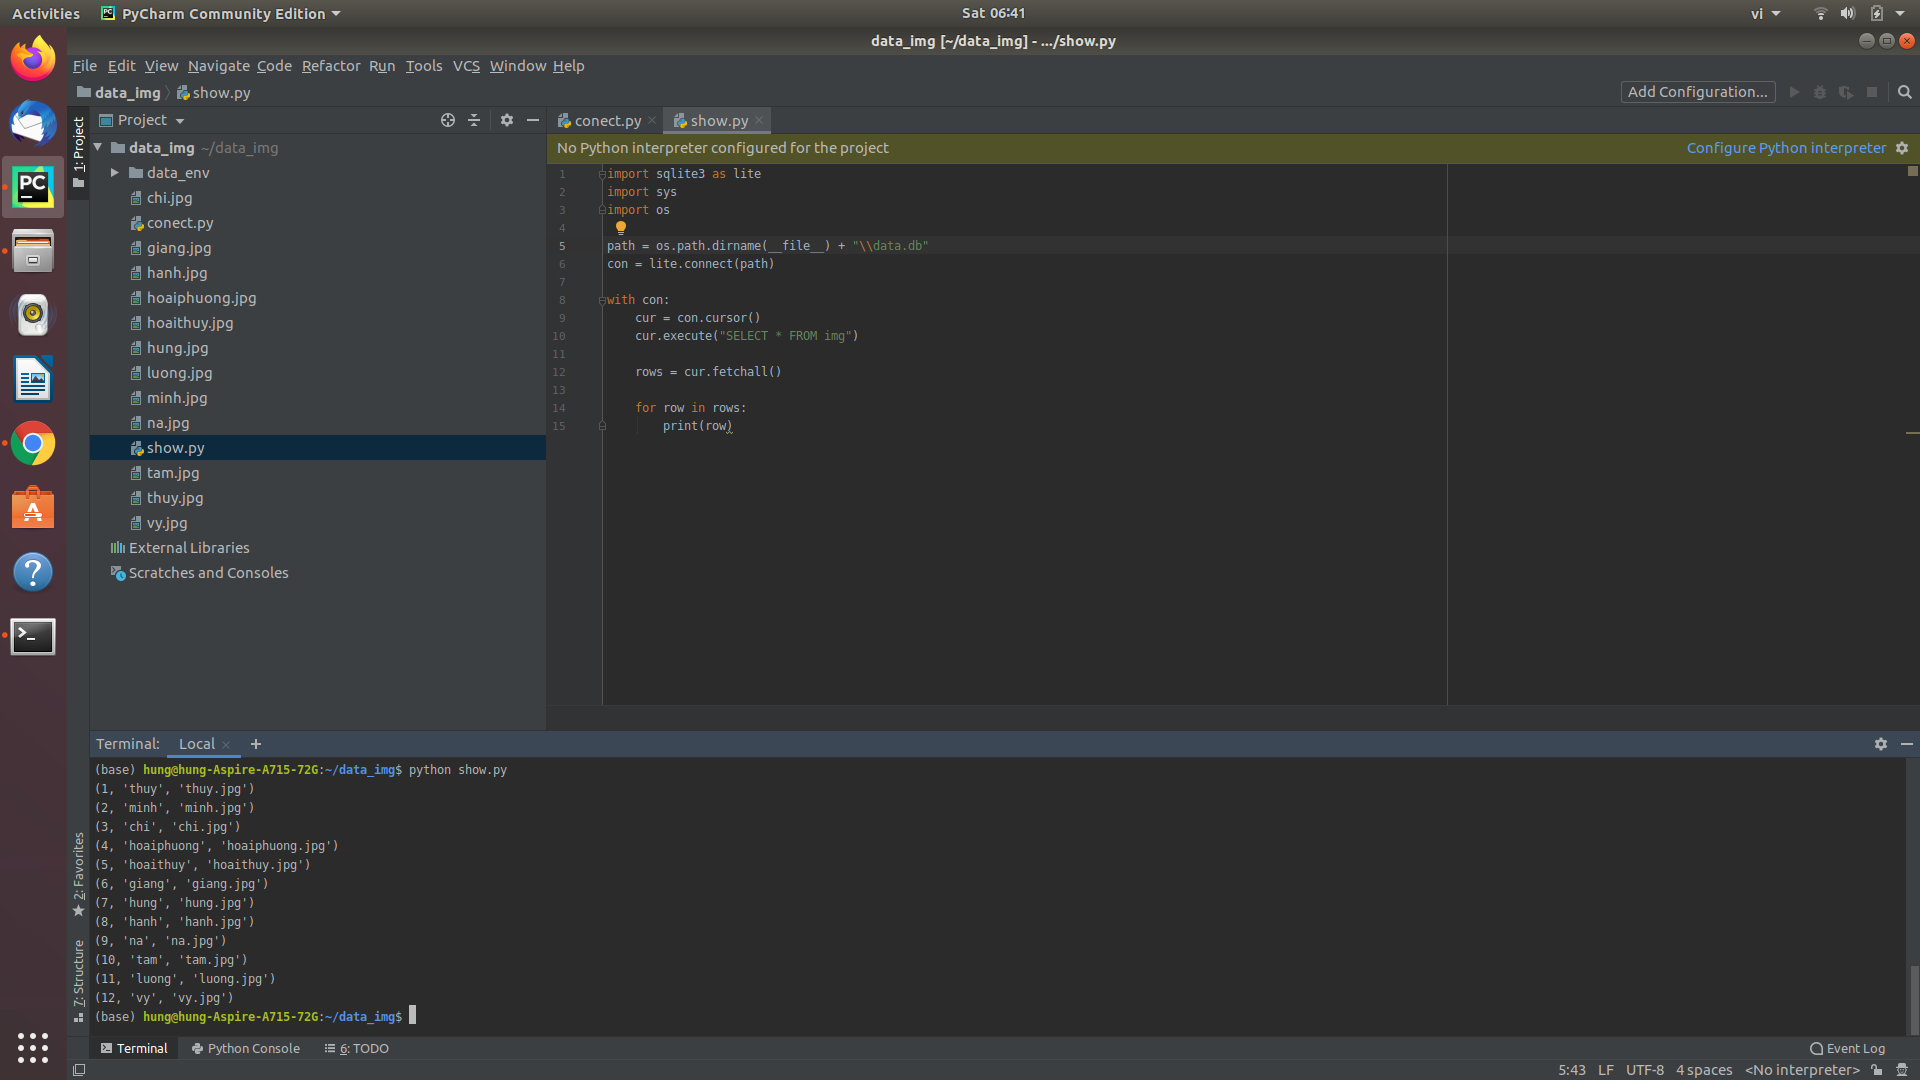 Activities
PyCharm Community Edition
Sat 06:41
vi
data_img [~/data_img] - .../show.py
File Edit View Navigate Code Refactor Run Tools VCS Window Help
data_img show.py
Add Configuration...
1: Project
Project
data_img ~/data_img
data_env
chi.jpg
conect.py
giang.jpg
hanh.jpg
hoaiphuong.jpg
hoaithuy.jpg
hung.jpg
luong.jpg
minh.jpg
na.jpg
show.py
tam.jpg
thuy.jpg
vy.jpg
External Libraries
Scratches and Consoles
conect.py show.py
No Python interpreter configured for the project
Configure Python interpreter
1 import sqlite3 as lite
2 import sys
3 import os
4
5 path = os.path.dirname(__file__) + "\\data.db"
6 con = lite.connect(path)
7
8 with con:
9 cur = con.cursor()
10 cur.execute("SELECT * FROM img")
11
12 rows = cur.fetchall()
13
14 for row in rows:
15 print(row)
Terminal: Local +
(base) hung@hung-Aspire-A715-72G:~/data_img$ python show.py
(1, 'thuy', 'thuy.jpg')
(2, 'minh', 'minh.jpg')
(3, 'chi', 'chi.jpg')
(4, 'hoaiphuong', 'hoaiphuong.jpg')
(5, 'hoaithuy', 'hoaithuy.jpg')
(6, 'giang', 'giang.jpg')
(7, 'hung', 'hung.jpg')
(8, 'hanh', 'hanh.jpg')
(9, 'na', 'na.jpg')
(10, 'tam', 'tam.jpg')
(11, 'luong', 'luong.jpg')
(12, 'vy', 'vy.jpg')
(base) hung@hung-Aspire-A715-72G:~/data_img$
2: Favorites
7: Structure
Terminal Python Console 6: TODO
Event Log
5:43 LF UTF-8 4 spaces <No interpreter>